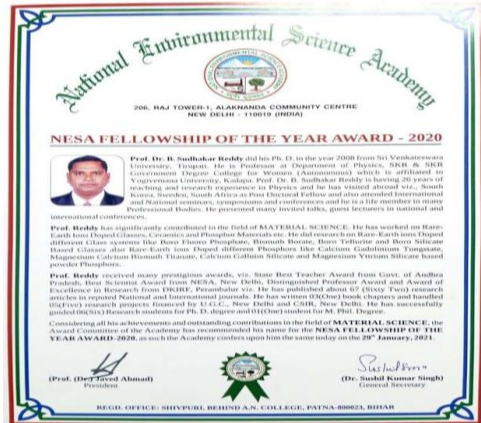 National Environmental Science Academy
206, RAJ TOWER-1, ALAKNANDA COMMUNITY CENTRE
NEW DELHI - 110019 (INDIA)
NESA FELLOWSHIP OF THE YEAR AWARD - 2020
Prof. Dr. B. Sudhakar Reddy did his Ph. D. in the year 2008 from Sri Venkateswara
University, Tirupati. He is Professor at Department of Physics, SKR & SKR
Government Degree College for Women (Autonomous) which is affiliated to
Yogivemana University, Kadapa. Prof. Dr. B. Sudhakar Reddy is having 26 years of
teaching and research experience in Physics and he has visited abroad viz., South
Korea, Sweden, South Africa as Post Doctoral Fellow and also attended International
and National seminars, symposiums and conferences and he is a life member in many
Professional Bodies. He presented many invited talks, guest lecturers in national and
international conferences.
Prof. Reddy has significantly contributed to the field of MATERIAL SCIENCE. He has worked on Rare-
Earth Ions Doped Glasses, Ceramics and Phosphor Materials etc. He did research on Rare-Earth Ions Doped
different Glass systems like Boro Fluoro Phosphate, Bismuth Borate, Boro Tellurite and Boro Silicate
Based Glasses also Rare-Earth ions Doped different Phosphors like Calcium Gadolinium Tungstate,
Magnesium Calcium Bismuth Titanate, Calcium Gallium Silicate and Magnesium Yttrium Silicate based
powder Phosphors.
Prof. Reddy received many prestigious awards, viz. State Best Teacher Award from Govt. of Andhra
Pradesh, Best Scientist Award from NESA, New Delhi, Distinguished Professor Award and Award of
Excellence in Research from DKIRF, Perambalur viz. He has published about 67 (Sixty Two) research
articles in reputed National and International journals. He has written 03(One) book chapters and handled
05(Five) research projects financed by U.G.C., New Delhi and CSIR, New Delhi. He has successfully
guided 06(Six) Research students for Ph. D. degree and 01(One) student for M. Phil. Degree.
Considering all his achievements and outstanding contributions in the field of MATERIAL SCIENCE, the
Award Committee of the Academy has recommended his name for the NESA FELLOWSHIP OF THE
YEAR AWARD-2020, as such the Academy confers upon him the same today on the 29th January, 2021.
(Prof. (Dr.) Javed Ahmad)
President
(Dr. Sushil Kumar Singh)
General Secretary
REGD. OFFICE: SHIVPURI, BEHIND A.N. COLLEGE, PATNA-800023, BIHAR